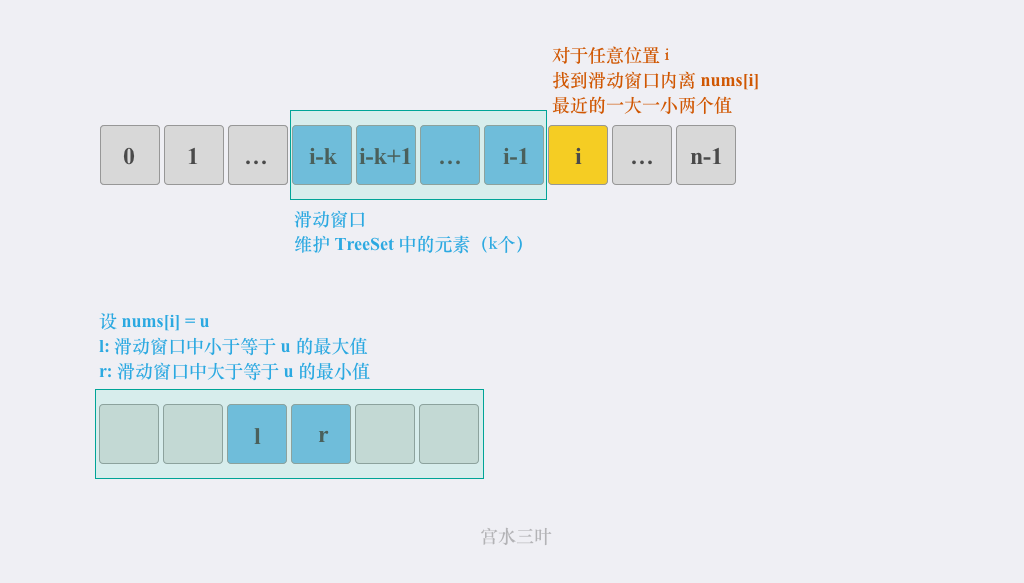 对于任意位置 i
找到滑动窗口内离 nums[i]
最近的一大一小两个值
0 1 … i-k i-k+1 … i-1 i … n-1
滑动窗口
维护 TreeSet 中的元素（k个）
设 nums[i] = u
l: 滑动窗口中小于等于 u 的最大值
r: 滑动窗口中大于等于 u 的最小值
l r
宫水三叶